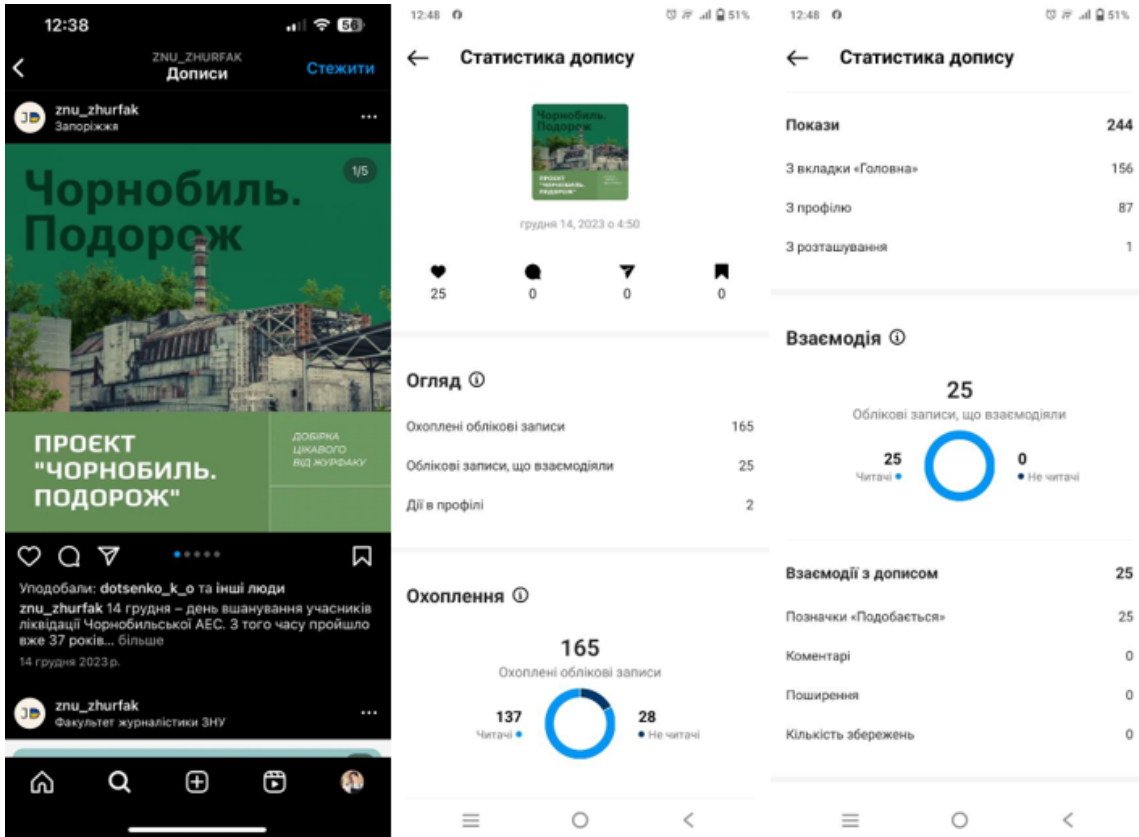 12:38
56
ZNU_ZHURFAK
Дописи
Стежити
znu_zhurfak
Запоріжжя
1/5
Чорнобиль.
Подорож
ПРОЄКТ
"ЧОРНОБИЛЬ.
ПОДОРОЖ"
ДОБІРКА
ЦІКАВОГО
ВІД ЖУРФАКУ
Уподобали: dotsenko_k_o та інші люди
znu_zhurfak 14 грудня – день вшанування учасників
ліквідації Чорнобильської АЕС. З того часу пройшло
вже 37 років... більше
14 грудня 2023 р.
znu_zhurfak
Факультет журналістики ЗНУ
12:48
51%
Статистика допису
Чорнобиль.
Подорож
ПРОЄКТ
"ЧОРНОБИЛЬ.
ПОДОРОЖ"
грудня 14, 2023 о 4:50
25
0
0
0
Огляд
Охоплені облікові записи 165
Облікові записи, що взаємодіяли 25
Дії в профілі 2
Охоплення
165
Охоплені облікові записи
137
Читачі
28
Не читачі
12:48
51%
Статистика допису
Покази 244
З вкладки «Головна» 156
З профілю 87
З розташування 1
Взаємодія
25
Облікові записи, що взаємодіяли
25
Читачі
0
Не читачі
Взаємодії з дописом 25
Позначки «Подобається» 25
Коментарі 0
Поширення 0
Кількість збережень 0